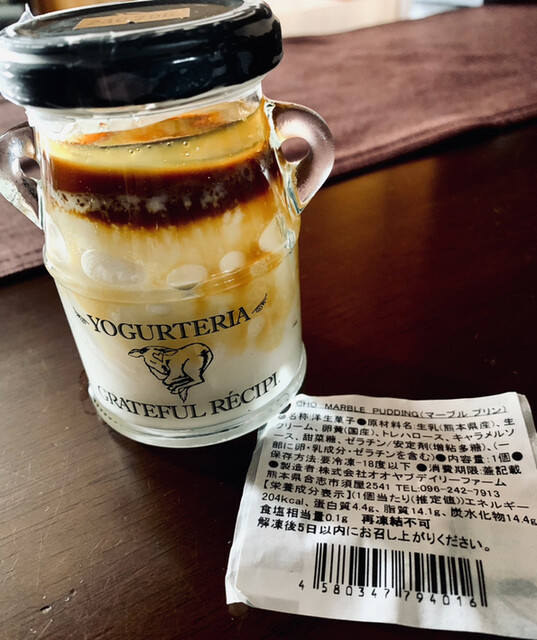 YOGURTERIA
GRATEFUL RÉCIPI
CHO MARBLE PUDDING(マーブル プリン)
名称:洋生菓子●原材料名:生乳(熊本県産)、生
クリーム、卵黄(国産)、トレハロース、キャラメルソ
ース、甜菜糖、ゼラチン/安定剤(増粘多糖)、(一
部に卵・乳成分・ゼラチンを含む)●内容量:1個●
保存方法:要冷凍-18度以下 ●消費期限:蓋記載
●製造者:株式会社オオヤブデイリーファーム
熊本県合志市須屋2541 TEL:096-242-7913
【栄養成分表示】(1個当たり(推定値))エネルギー
204kcal、蛋白質4.4g、脂質14.1g、炭水化物14.4g
食塩相当量0.1g 再凍結不可
解凍後5日以内にお召し上がりください。
4 580347 794016